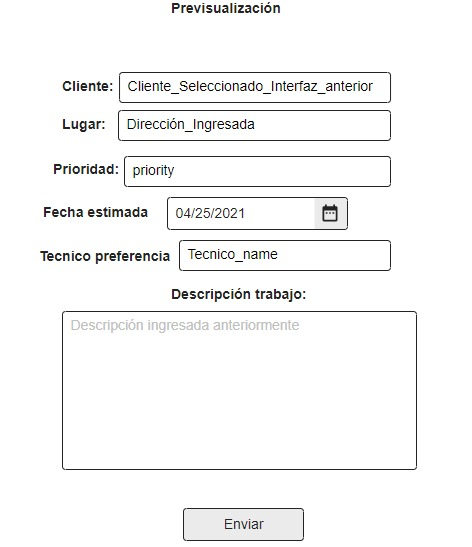 Previsualización
Cliente: Cliente_Seleccionado_Interfaz_anterior
Lugar: Dirección_Ingresada
Prioridad: priority
Fecha estimada 04/25/2021
Tecnico preferencia Tecnico_name
Descripción trabajo:
Descripción ingresada anteriormente
Enviar